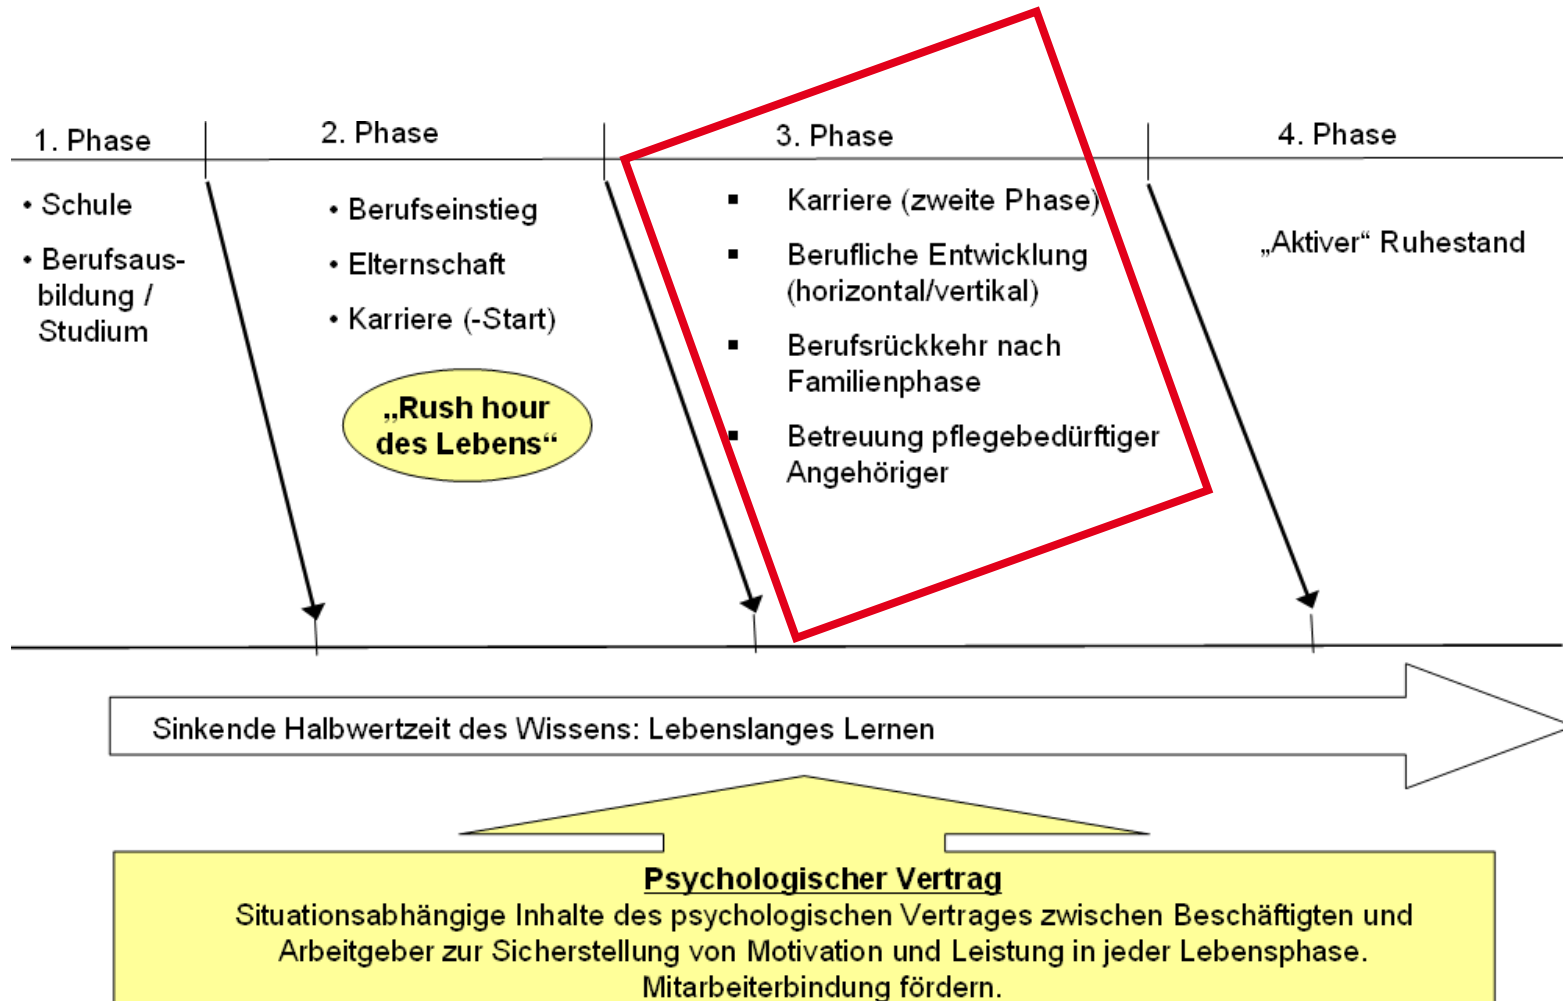 1. Phase
2. Phase
3. Phase
4. Phase
• Schule
• Berufsaus-
bildung /
Studium
• Berufseinstieg
• Elternschaft
• Karriere (-Start)
„Rush hour
des Lebens“
▪ Karriere (zweite Phase)
▪ Berufliche Entwicklung
(horizontal/vertikal)
▪ Berufsrückkehr nach
Familienphase
▪ Betreuung pflegebedürftiger
Angehöriger
„Aktiver“ Ruhestand
Sinkende Halbwertzeit des Wissens: Lebenslanges Lernen
Psychologischer Vertrag
Situationsabhängige Inhalte des psychologischen Vertrages zwischen Beschäftigten und
Arbeitgeber zur Sicherstellung von Motivation und Leistung in jeder Lebensphase.
Mitarbeiterbindung fördern.